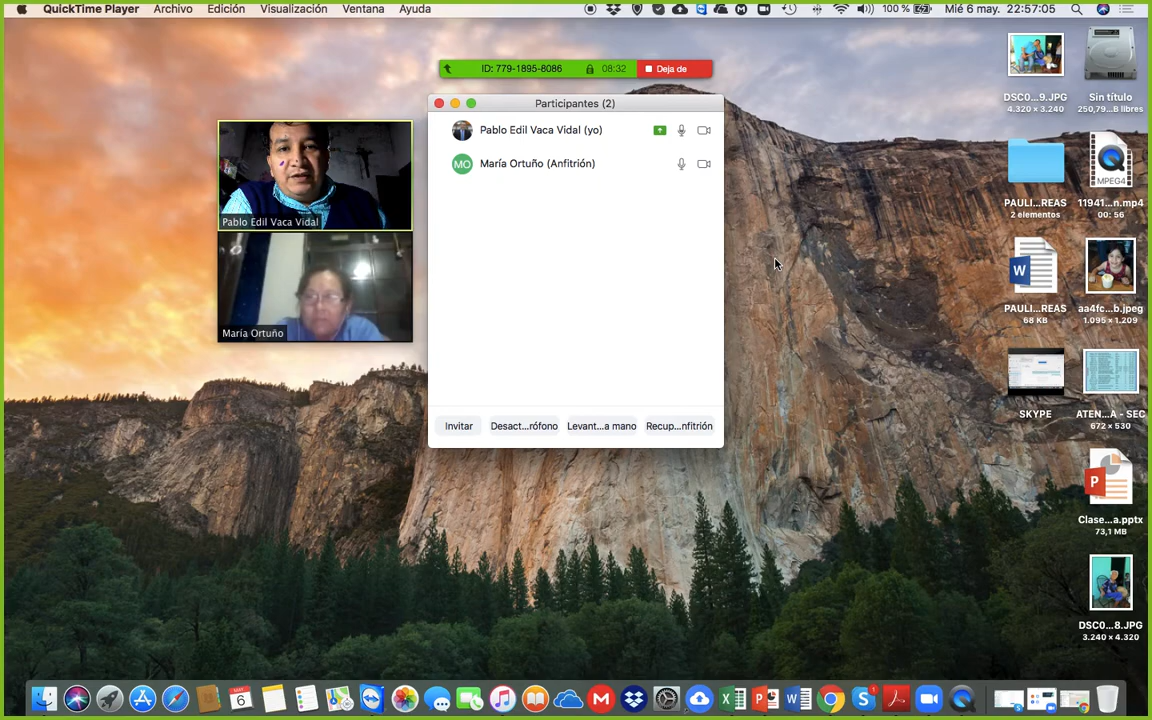 QuickTime Player Archivo Edición Visualización Ventana Ayuda 100 % Mié 6 may. 22:57:05
ID: 779-1895-8086 08:32 Deja de
Participantes (2)
Pablo Edil Vaca Vidal (yo)
MO María Ortuño (Anfitrión)
Invitar Desact...rófono Levant...a mano Recup...nfitrión
Pablo Edil Vaca Vidal
María Ortuño
DSC0...9.JPG
4.320 × 3.240
Sin título
250,79...B libres
PAULI...REAS
2 elementos
MPEG4
11941...n.mp4
00: 56
W
PAULI...REAS
68 KB
aa4fc...b.jpeg
1.095 × 1.209
SKYPE
ATEN...A - SEC
672 × 530
P
Clase...a.pptx
73,1 MB
DSC0...8.JPG
3.240 × 4.320
6
1